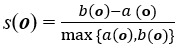 s(o) = b(o)−a (o) / max {a(o),b(o)}